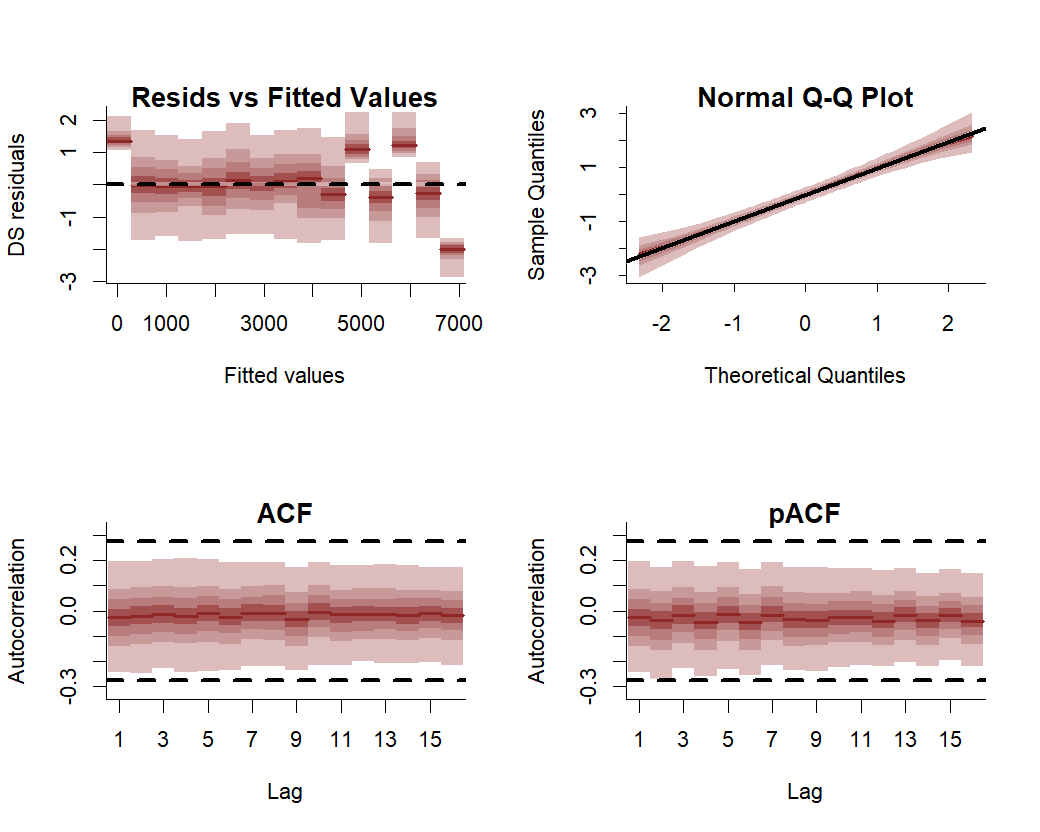 Resids vs Fitted Values
DS residuals
2
1
-1
-3
0 1000 3000 5000 7000
Fitted values
Normal Q-Q Plot
Sample Quantiles
3
1
-1
-3
-2 -1 0 1 2
Theoretical Quantiles
ACF
Autocorrelation
0.2
0.0
-0.3
1 3 5 7 9 11 13 15
Lag
pACF
Autocorrelation
0.2
0.0
-0.3
1 3 5 7 9 11 13 15
Lag